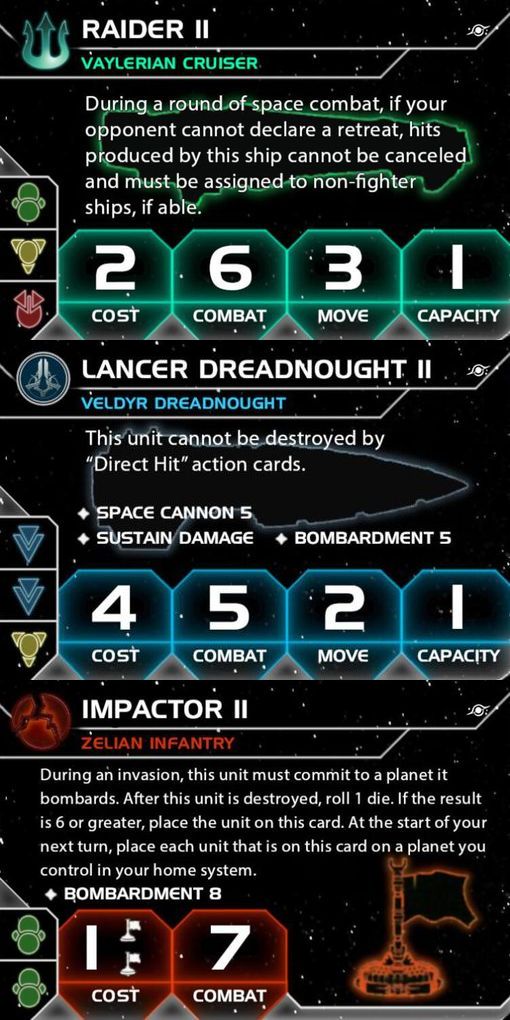 RAIDER II
VAYLERIAN CRUISER
During a round of space combat, if your
opponent cannot declare a retreat, hits
produced by this ship cannot be canceled
and must be assigned to non-fighter
ships, if able.
2 6 3 1
COST COMBAT MOVE CAPACITY
LANCER DREADNOUGHT II
VELDYR DREADNOUGHT
This unit cannot be destroyed by
“Direct Hit” action cards.
SPACE CANNON 5
SUSTAIN DAMAGE BOMBARDMENT 5
4 5 2 1
COST COMBAT MOVE CAPACITY
IMPACTOR II
ZELIAN INFANTRY
During an invasion, this unit must commit to a planet it
bombards. After this unit is destroyed, roll 1 die. If the result
is 6 or greater, place the unit on this card. At the start of your
next turn, place each unit that is on this card on a planet you
control in your home system.
BOMBARDMENT 8
1 7
COST COMBAT